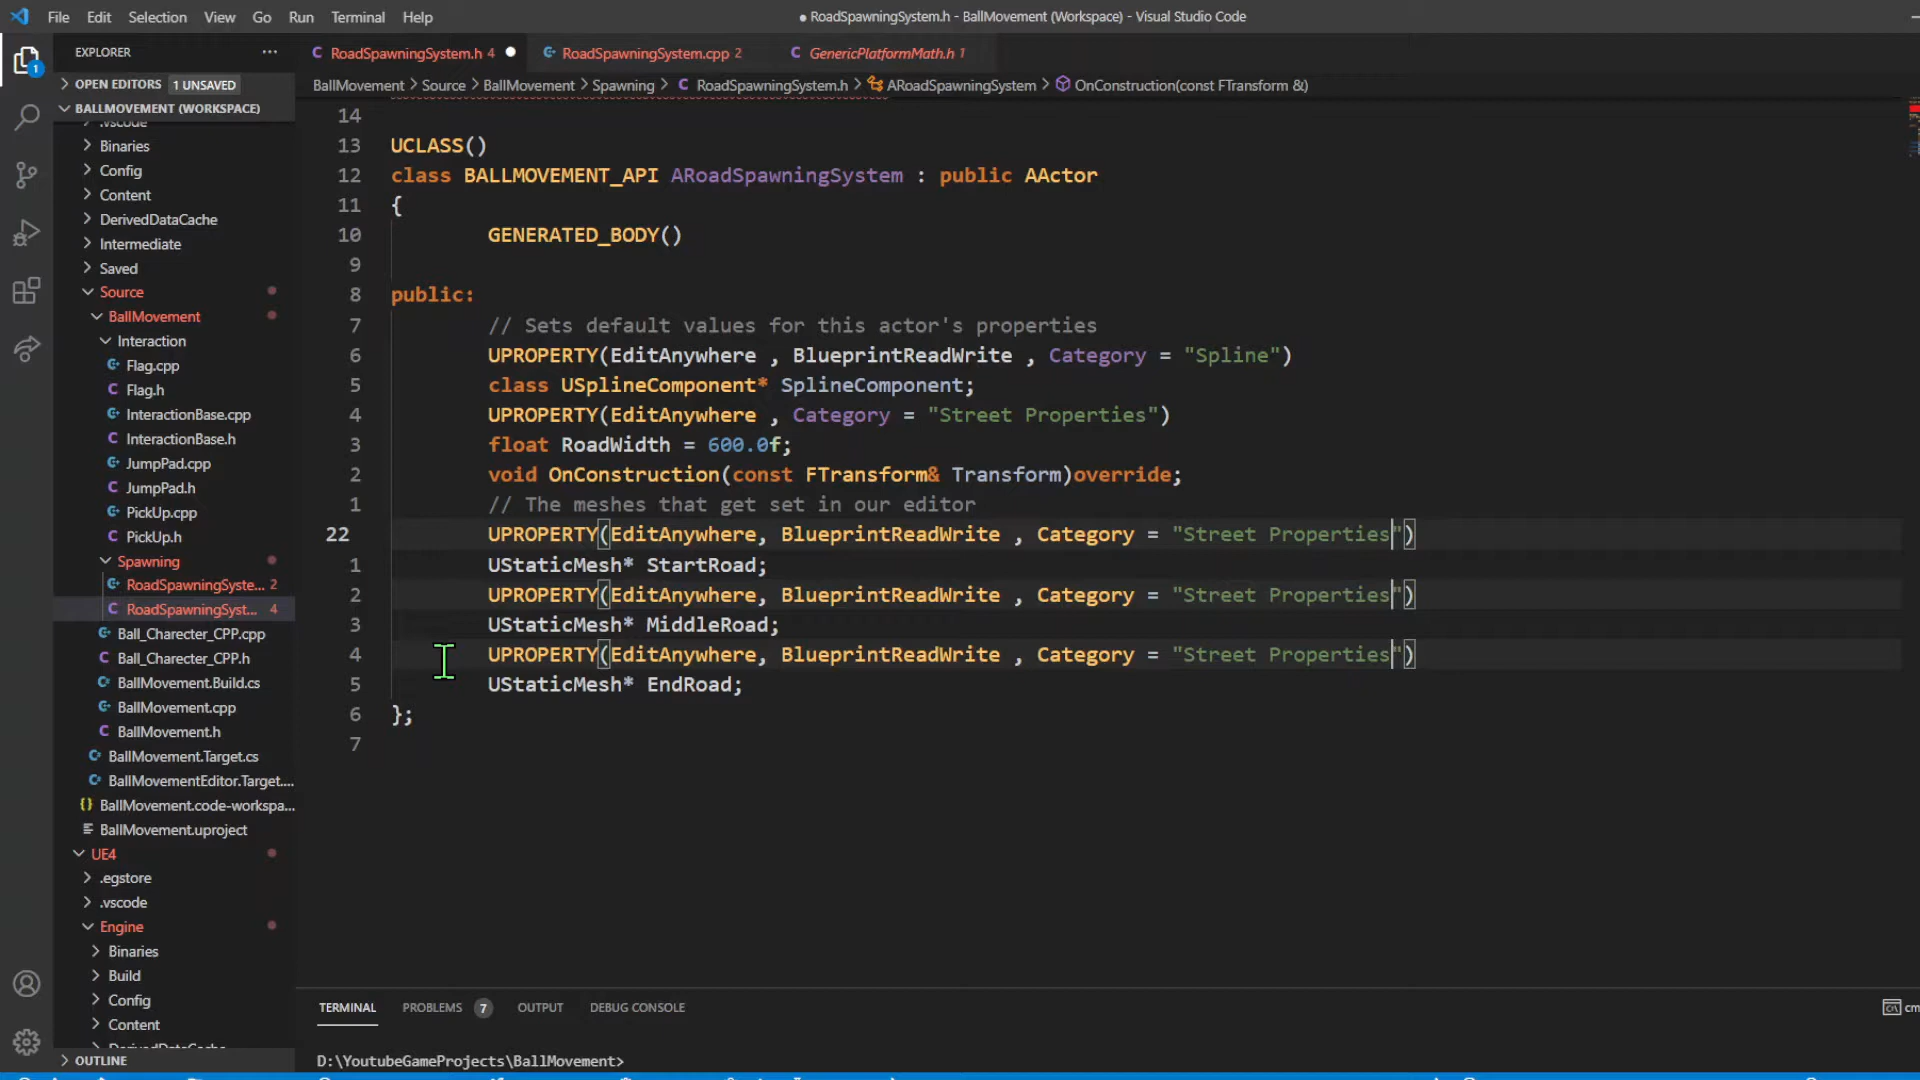 File Edit Selection View Go Run Terminal Help
● RoadSpawningSystem.h - BallMovement (Workspace) - Visual Studio Code
EXPLORER ...
RoadSpawningSystem.h 4 RoadSpawningSystem.cpp 2 GenericPlatformMath.h 1
OPEN EDITORS 1 UNSAVED
BALLMOVEMENT (WORKSPACE)
.vscode
Binaries
Config
Content
DerivedDataCache
Intermediate
Saved
Source
BallMovement
Interaction
Flag.cpp
Flag.h
InteractionBase.cpp
InteractionBase.h
JumpPad.cpp
JumpPad.h
PickUp.cpp
PickUp.h
Spawning
RoadSpawningSyste... 2
RoadSpawningSyst... 4
Ball_Charecter_CPP.cpp
Ball_Charecter_CPP.h
BallMovement.Build.cs
BallMovement.cpp
BallMovement.h
BallMovement.Target.cs
BallMovementEditor.Target....
BallMovement.code-workspa...
BallMovement.uproject
UE4
.egstore
.vscode
Engine
Binaries
Build
Config
Content
DerivedDataCache
OUTLINE
1
BallMovement > Source > BallMovement > Spawning > RoadSpawningSystem.h > ARoadSpawningSystem > OnConstruction(const FTransform &)
14
13 UCLASS()
12 class BALLMOVEMENT_API ARoadSpawningSystem : public AActor
11 {
10 GENERATED_BODY()
9
8 public:
7 // Sets default values for this actor's properties
6 UPROPERTY(EditAnywhere , BlueprintReadWrite , Category = "Spline")
5 class USplineComponent* SplineComponent;
4 UPROPERTY(EditAnywhere , Category = "Street Properties")
3 float RoadWidth = 600.0f;
2 void OnConstruction(const FTransform& Transform)override;
1 // The meshes that get set in our editor
22 UPROPERTY(EditAnywhere, BlueprintReadWrite , Category = "Street Properties")
1 UStaticMesh* StartRoad;
2 UPROPERTY(EditAnywhere, BlueprintReadWrite , Category = "Street Properties")
3 UStaticMesh* MiddleRoad;
4 UPROPERTY(EditAnywhere, BlueprintReadWrite , Category = "Street Properties")
5 UStaticMesh* EndRoad;
6 };
7
TERMINAL PROBLEMS 7 OUTPUT DEBUG CONSOLE
D:\YoutubeGameProjects\BallMovement>